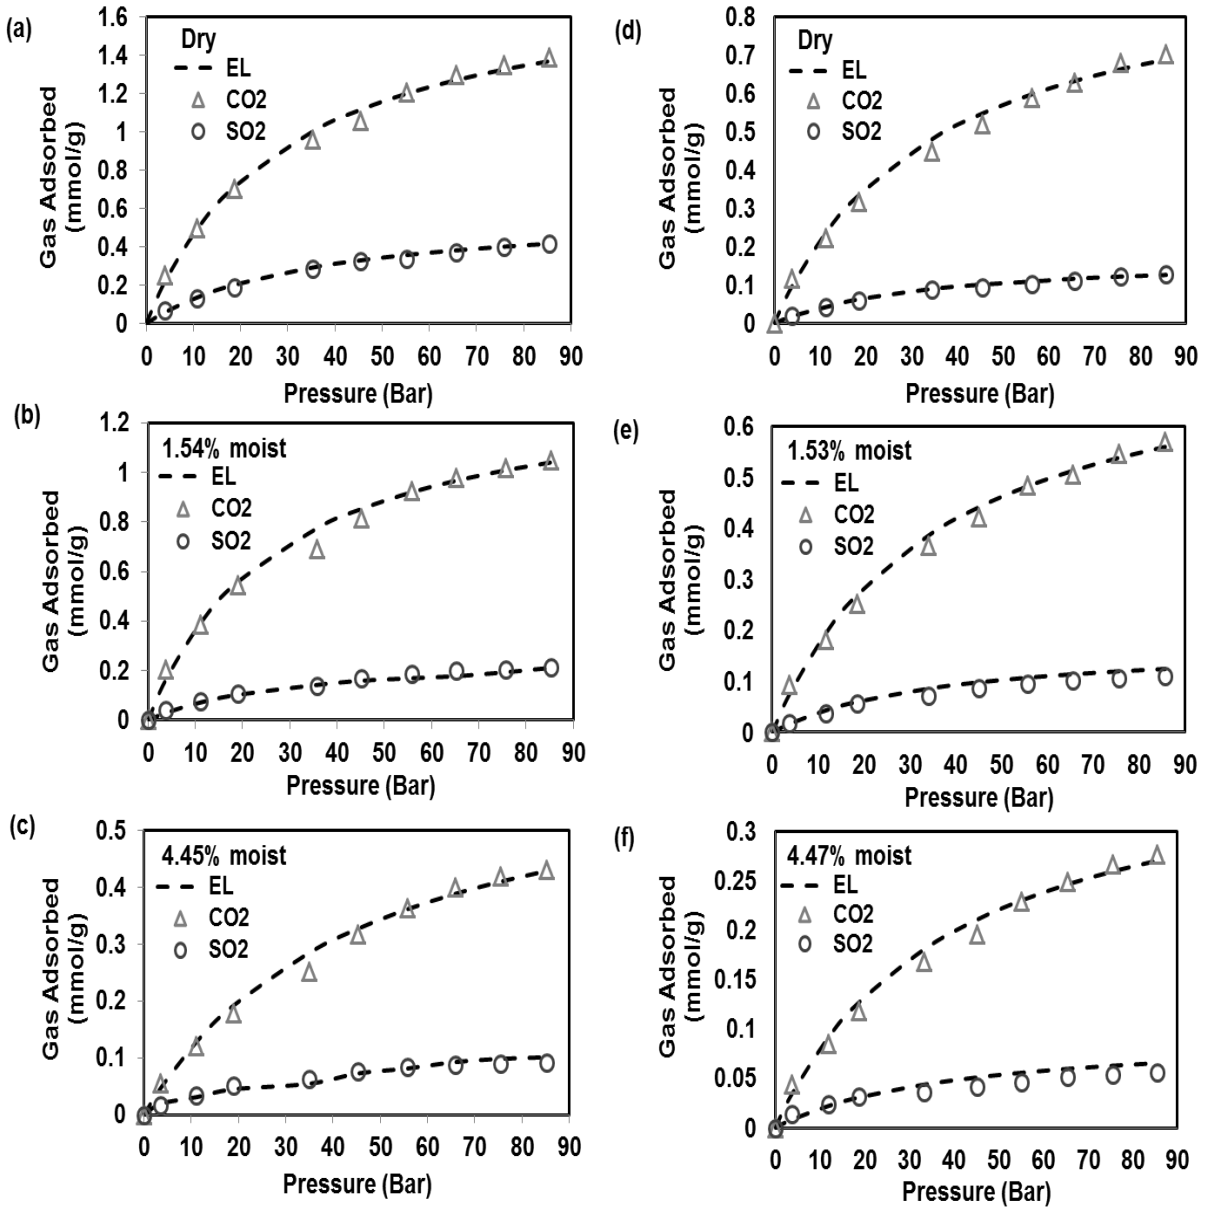 (a)
Gas Adsorbed
(mmol/g)
1.6
1.4
1.2
1
0.8
0.6
0.4
0.2
0
Dry
EL
CO2
SO2
0 10 20 30 40 50 60 70 80 90
Pressure (Bar)
(d)
Gas Adsorbed
(mmol/g)
0.8
0.7
0.6
0.5
0.4
0.3
0.2
0.1
0
Dry
EL
CO2
SO2
0 10 20 30 40 50 60 70 80 90
Pressure (Bar)
(b)
Gas Adsorbed
(mmol/g)
1.2
1
0.8
0.6
0.4
0.2
0
1.54% moist
EL
CO2
SO2
0 10 20 30 40 50 60 70 80 90
Pressure (Bar)
(e)
Gas Adsorbed
(mmol/g)
0.6
0.5
0.4
0.3
0.2
0.1
0
1.53% moist
EL
CO2
SO2
0 10 20 30 40 50 60 70 80 90
Pressure (Bar)
(c)
Gas Adsorbed
(mmol/g)
0.5
0.4
0.3
0.2
0.1
0
4.45% moist
EL
CO2
SO2
0 10 20 30 40 50 60 70 80 90
Pressure (Bar)
(f)
Gas Adsorbed
(mmol/g)
0.3
0.25
0.2
0.15
0.1
0.05
0
4.47% moist
EL
CO2
SO2
0 10 20 30 40 50 60 70 80 90
Pressure (Bar)